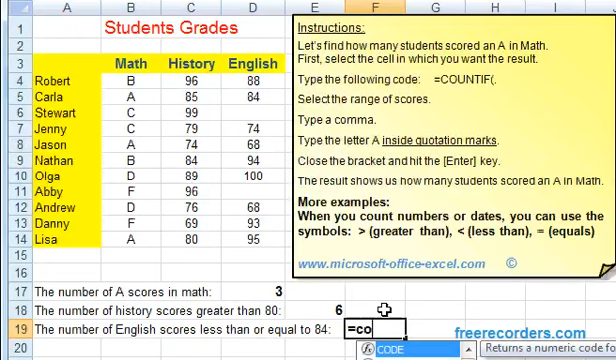 A B C D E F G H
1 Students Grades
2
3 Math History English
4 Robert B 96 88
5 Carla A 85 84
6 Stewart C 99
7 Jenny C 79 74
8 Jason A 74 68
9 Nathan B 84 94
10 Olga D 89 100
11 Abby F 96
12 Andrew D 76 68
13 Danny F 69 93
14 Lisa A 80 95
15
16
17 The number of A scores in math: 3
18 The number of history scores greater than 80: 6
19 The number of English scores less than or equal to 84: =co
20
Instructions:
Let's find how many students scored an A in Math.
First, select the cell in which you want the result.
Type the following code: =COUNTIF(.
Select the range of scores.
Type a comma.
Type the letter A inside quotation marks.
Close the bracket and hit the [Enter] key.
The result shows us how many students scored an A in Math.
More examples:
When you count numbers or dates, you can use the
symbols: > (greater than), < (less than), = (equals)
www.microsoft-office-excel.com ©
freerecorders.com
CODE
Returns a numeric code fo